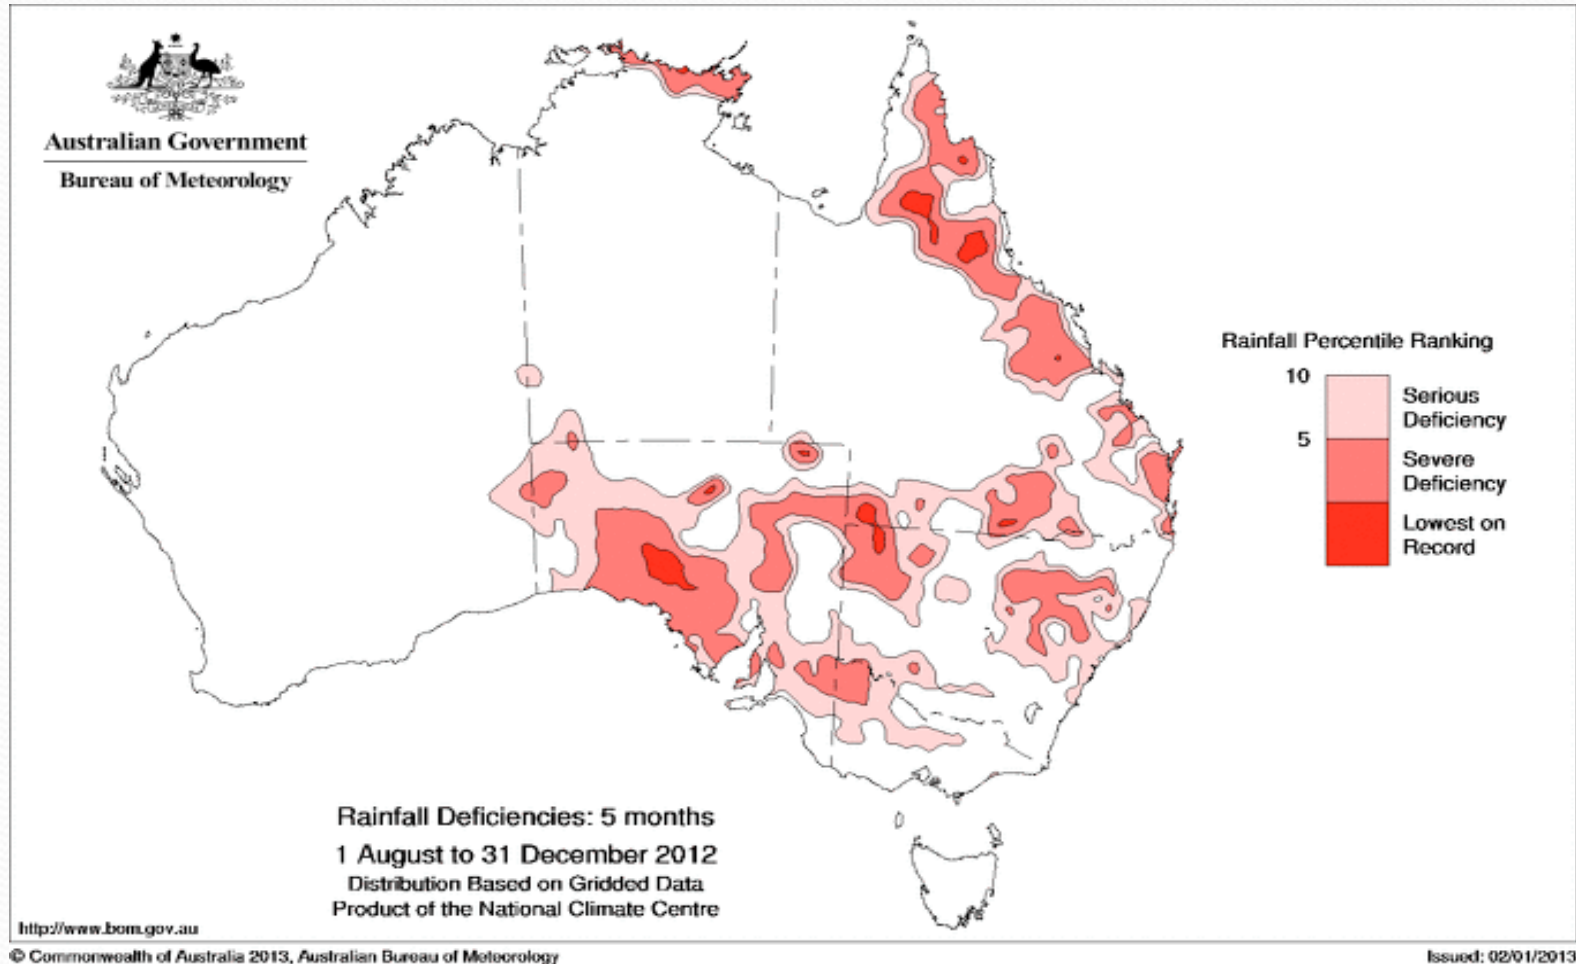 Australian Government
Bureau of Meteorology
Rainfall Percentile Ranking
10
Serious
Deficiency
5
Severe
Deficiency
Lowest on
Record
Rainfall Deficiencies: 5 months
1 August to 31 December 2012
Distribution Based on Gridded Data
Product of the National Climate Centre
http://www.bom.gov.au
© Commonwealth of Australia 2013, Australian Bureau of Meteorology
Issued: 02/01/2013